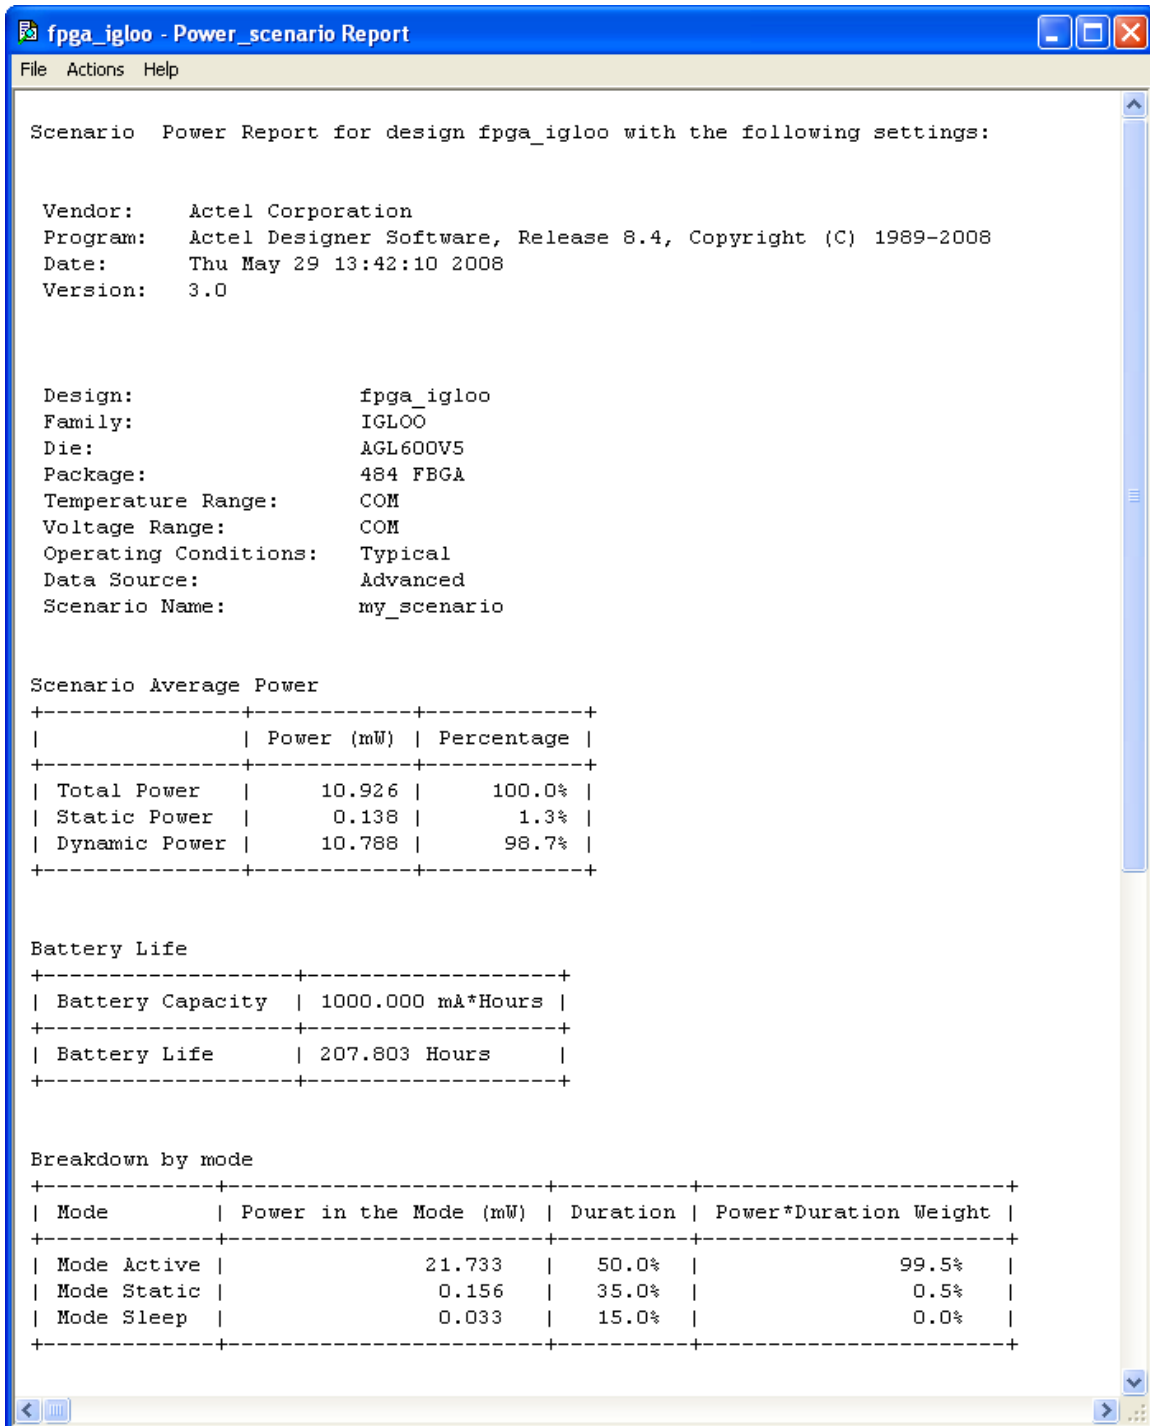 fpga_igloo - Power_scenario Report
File Actions Help
Scenario  Power Report for design fpga_igloo with the following settings:
Vendor:    Actel Corporation
Program:   Actel Designer Software, Release 8.4, Copyright (C) 1989-2008
Date:      Thu May 29 13:42:10 2008
Version:   3.0
Design:                  fpga_igloo
Family:                  IGLOO
Die:                     AGL600V5
Package:                 484 FBGA
Temperature Range:       COM
Voltage Range:           COM
Operating Conditions:    Typical
Data Source:             Advanced
Scenario Name:           my_scenario
Scenario Average Power
+---------------+------------+------------+
|               | Power (mW) | Percentage |
+---------------+------------+------------+
| Total Power   |     10.926 |     100.0% |
| Static Power  |      0.138 |       1.3% |
| Dynamic Power |     10.788 |      98.7% |
+---------------+------------+------------+
Battery Life
+-------------------+-------------------+
| Battery Capacity  | 1000.000 mA*Hours |
+-------------------+-------------------+
| Battery Life      | 207.803 Hours     |
+-------------------+-------------------+
Breakdown by mode
+-------------+------------------------+----------+-----------------------+
| Mode        | Power in the Mode (mW) | Duration | Power*Duration Weight |
+-------------+------------------------+----------+-----------------------+
| Mode Active |               21.733   |   50.0%  |               99.5%   |
| Mode Static |                0.156   |   35.0%  |                0.5%   |
| Mode Sleep  |                0.033   |   15.0%  |                0.0%   |
+-------------+------------------------+----------+-----------------------+